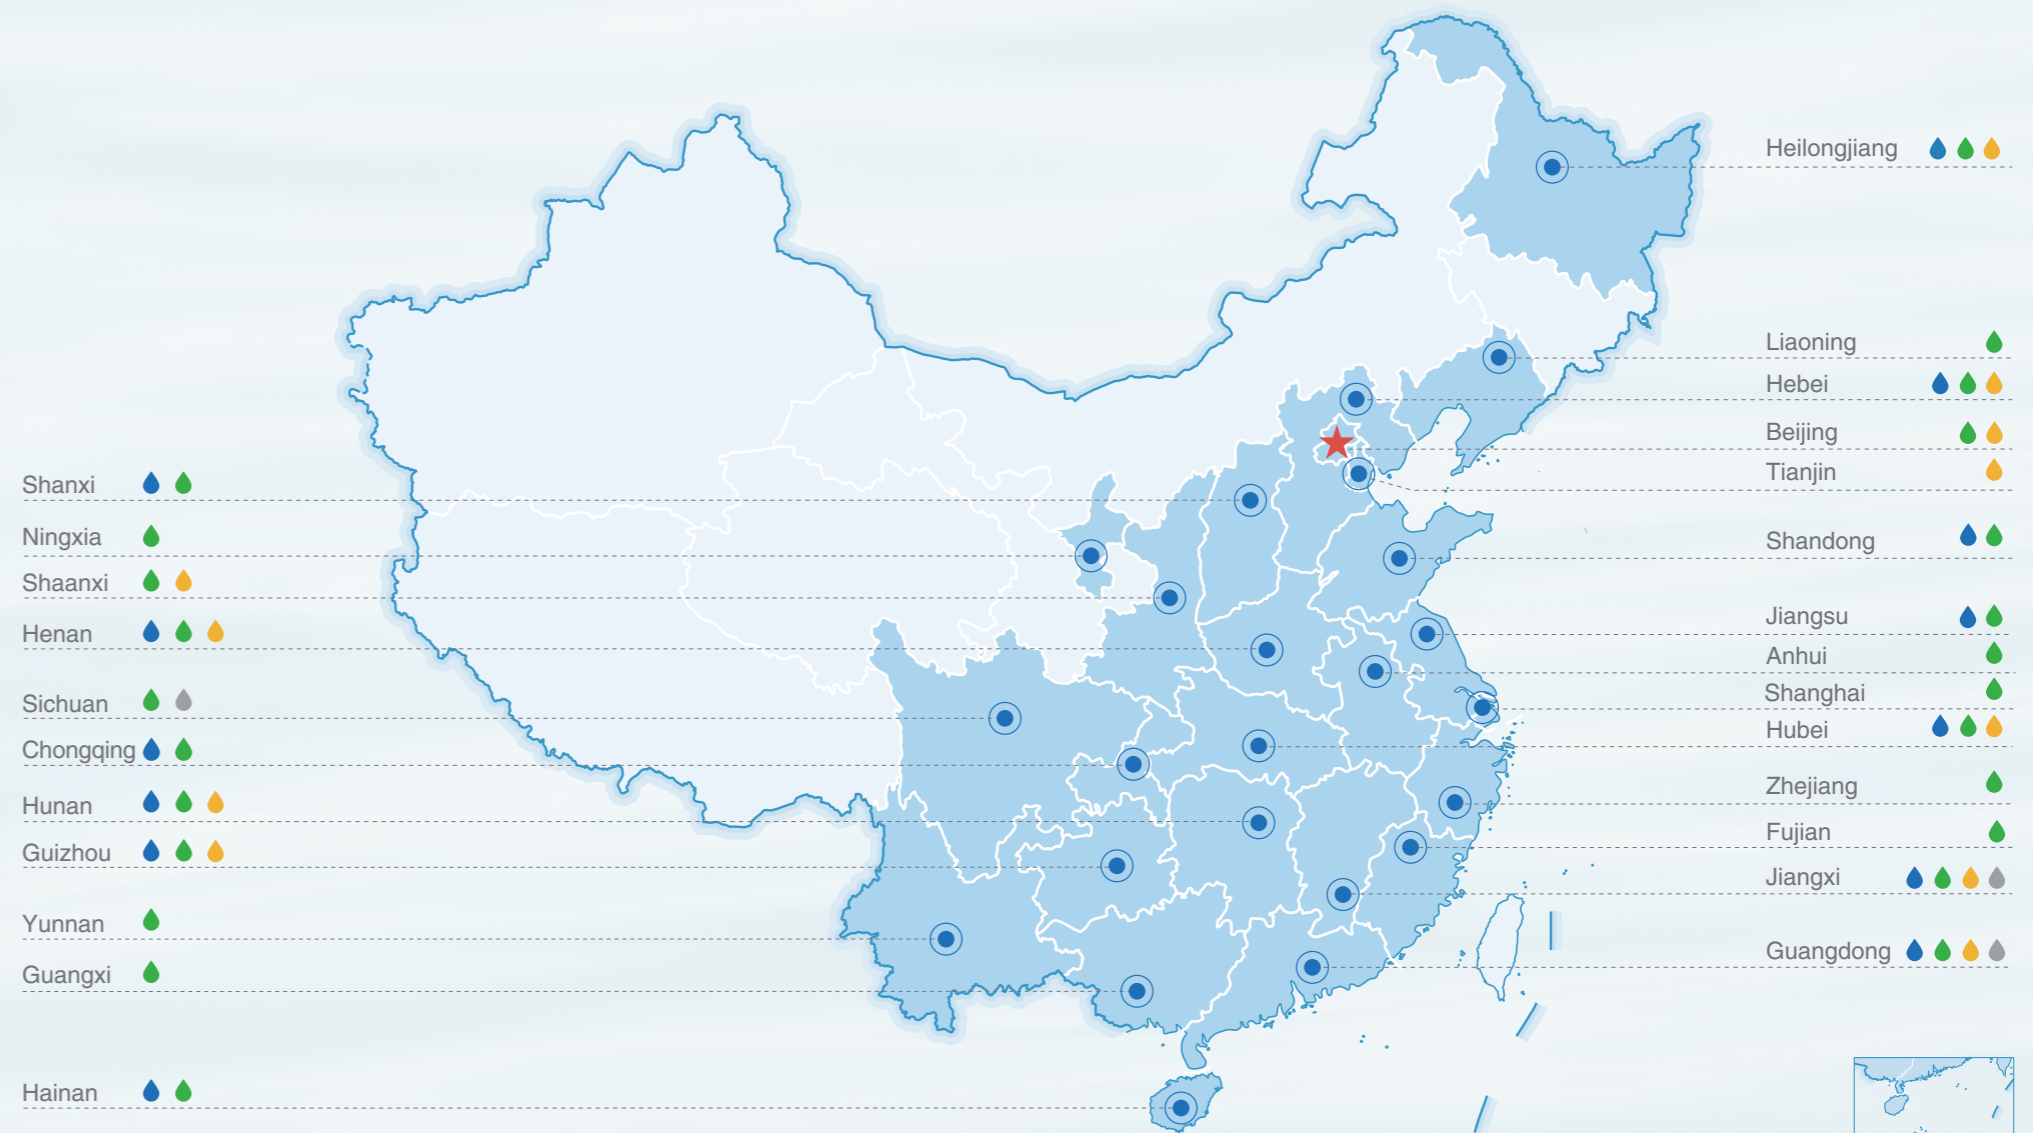 Shanxi
Ningxia
Shaanxi
Henan
Sichuan
Chongqing
Hunan
Guizhou
Yunnan
Guangxi
Hainan
Heilongjiang
Liaoning
Hebei
Beijing
Tianjin
Shandong
Jiangsu
Anhui
Shanghai
Hubei
Zhejiang
Fujian
Jiangxi
Guangdong